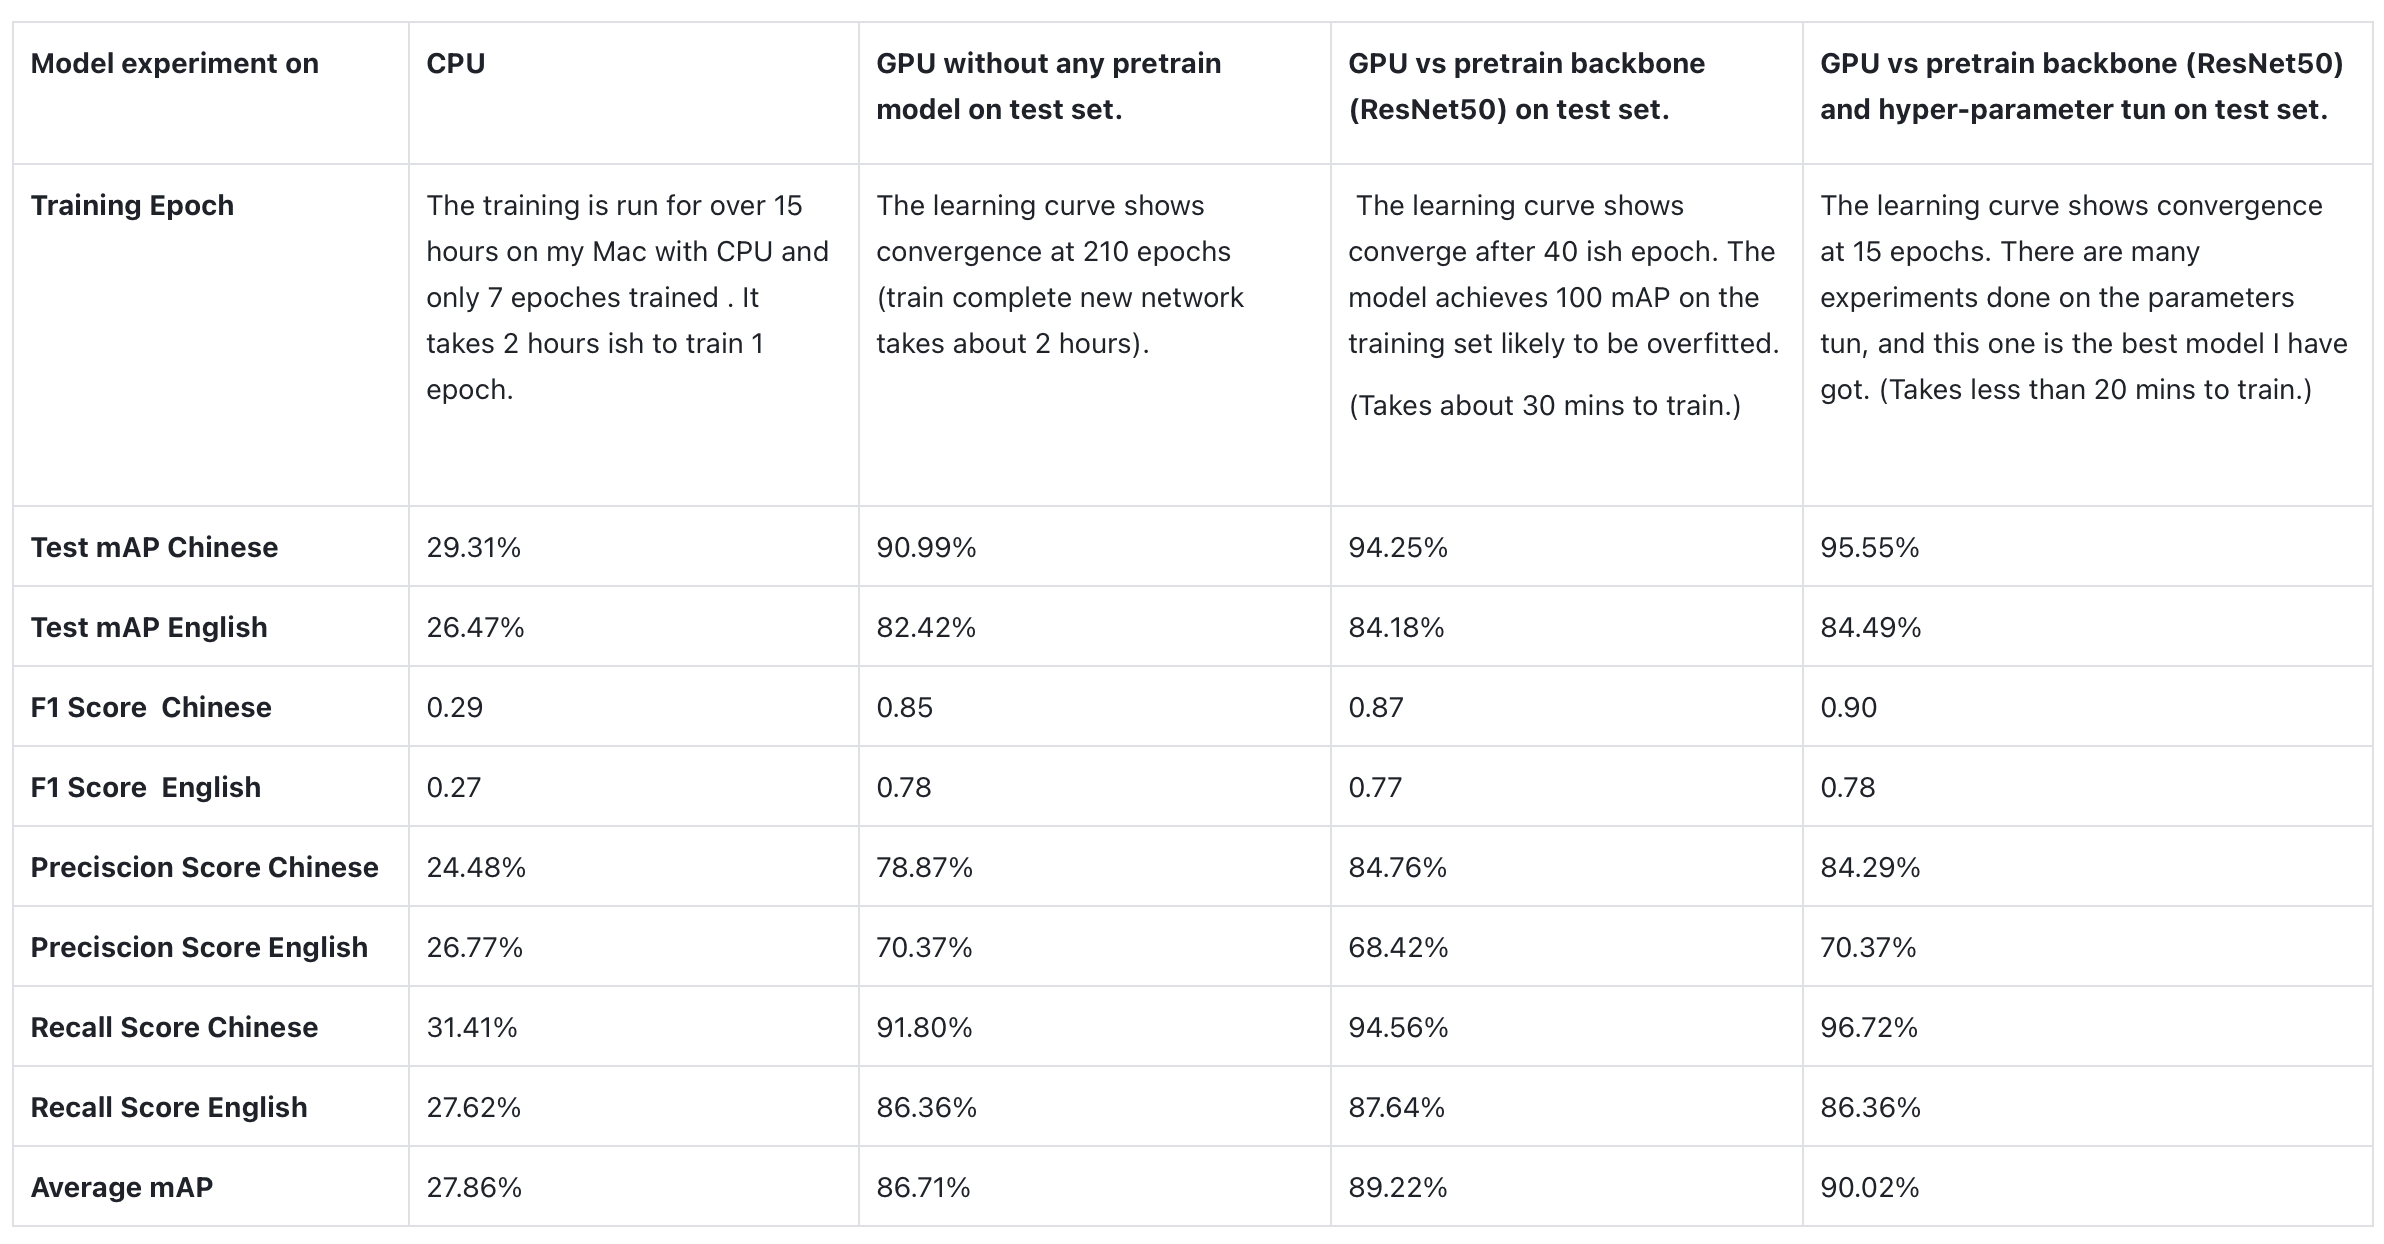 Model experiment on
CPU
GPU without any pretrain
model on test set.
GPU vs pretrain backbone
(ResNet50) on test set.
GPU vs pretrain backbone (ResNet50)
and hyper-parameter tun on test set.
Training Epoch
The training is run for over 15
hours on my Mac with CPU and
only 7 epoches trained . It
takes 2 hours ish to train 1
epoch.
The learning curve shows
convergence at 210 epochs
(train complete new network
takes about 2 hours).
The learning curve shows
converge after 40 ish epoch. The
model achieves 100 mAP on the
training set likely to be overfitted.
(Takes about 30 mins to train.)
The learning curve shows convergence
at 15 epochs. There are many
experiments done on the parameters
tun, and this one is the best model I have
got. (Takes less than 20 mins to train.)
Test mAP Chinese
29.31%
90.99%
94.25%
95.55%
Test mAP English
26.47%
82.42%
84.18%
84.49%
F1 Score  Chinese
0.29
0.85
0.87
0.90
F1 Score  English
0.27
0.78
0.77
0.78
Preciscion Score Chinese
24.48%
78.87%
84.76%
84.29%
Preciscion Score English
26.77%
70.37%
68.42%
70.37%
Recall Score Chinese
31.41%
91.80%
94.56%
96.72%
Recall Score English
27.62%
86.36%
87.64%
86.36%
Average mAP
27.86%
86.71%
89.22%
90.02%